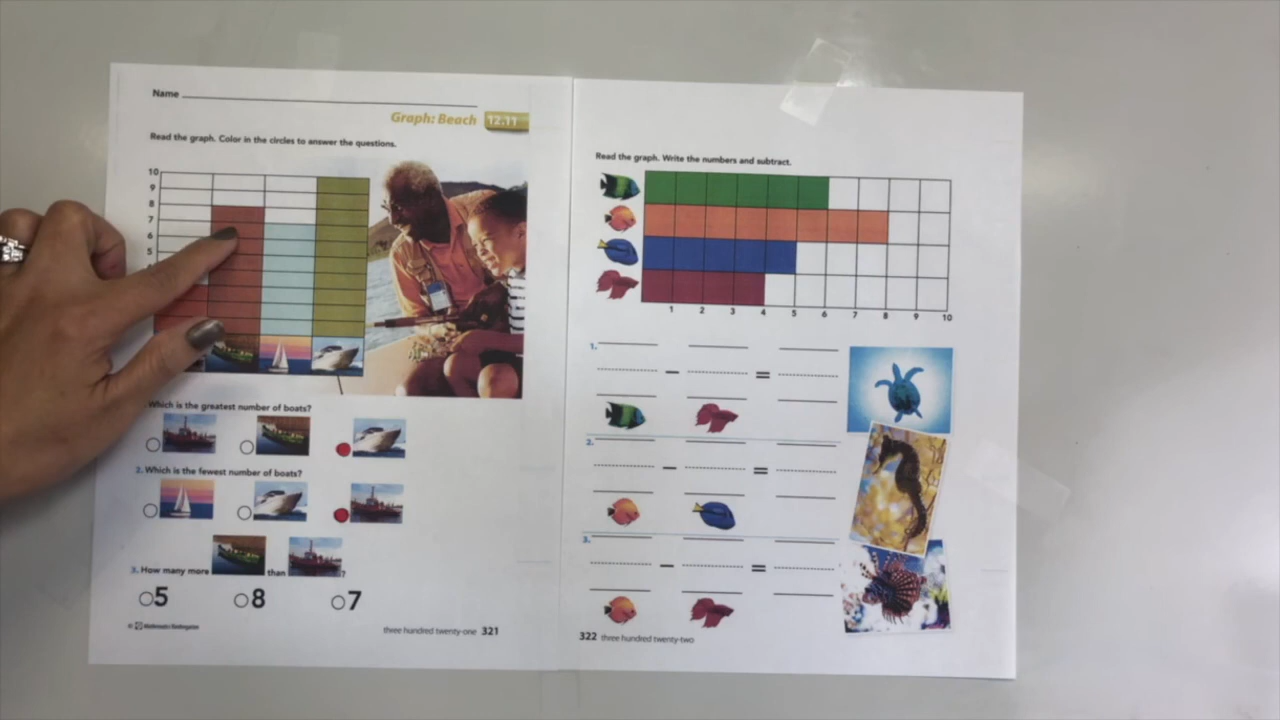 Name
Graph: Beach 12.11
Read the graph. Color in the circles to answer the questions.
10
9
8
7
6
5
Which is the greatest number of boats?
2. Which is the fewest number of boats?
3. How many more than ?
5 8 7
three hundred twenty-one 321
Read the graph. Write the numbers and subtract.
1 2 3 4 5 6 7 8 9 10
1.
– =
2.
– =
3.
– =
322 three hundred twenty-two